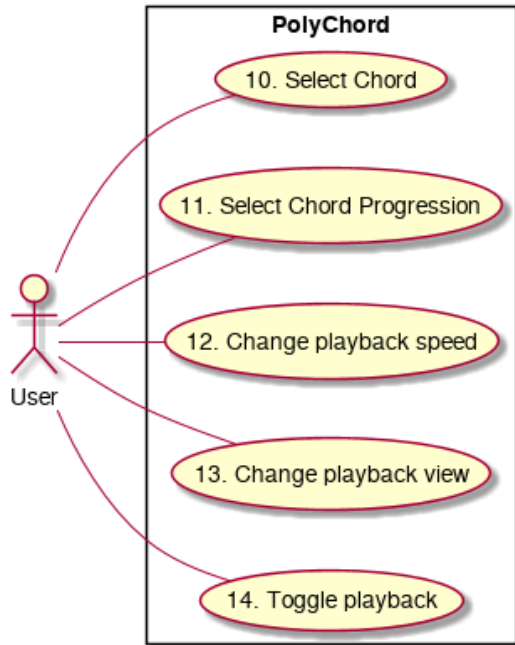 PolyChord
10. Select Chord
11. Select Chord Progression
12. Change playback speed
User
13. Change playback view
14. Toggle playback